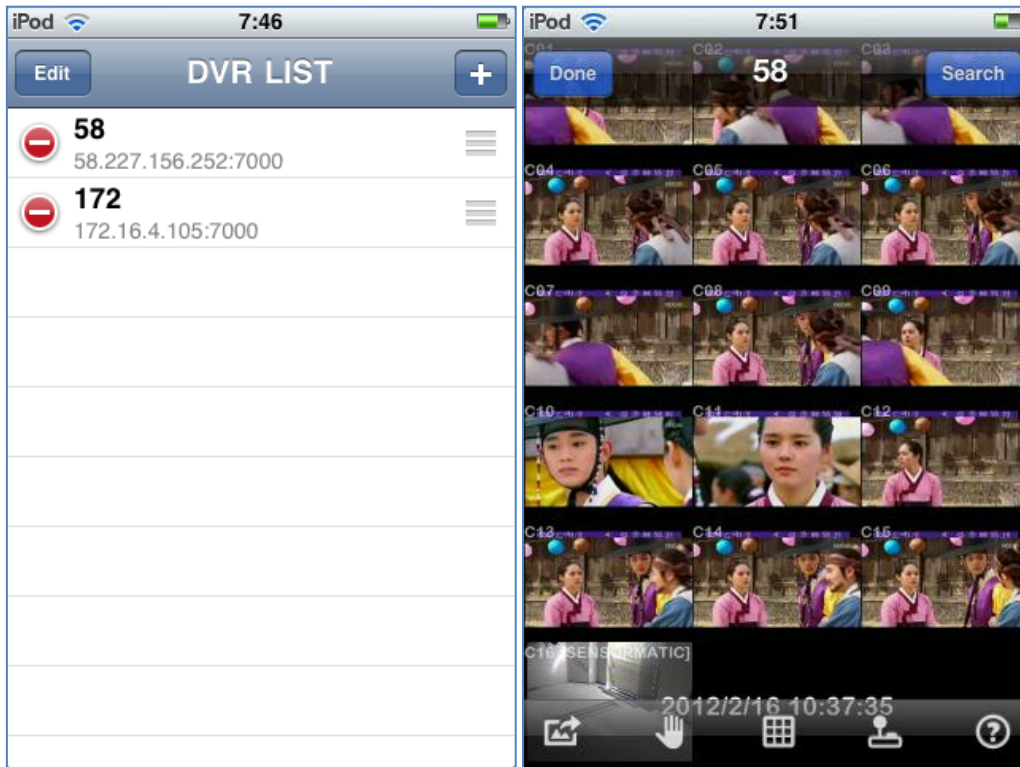 iPod 7:46
Edit DVR LIST +
58
58.227.156.252:7000
172
172.16.4.105:7000
iPod 7:51
C01 C02 C03
Done 58 Search
C04 C05 C06
C07 C08 C09
C10 C11 C12
C13 C14 C15
C16 [SENSORMATIC]
2012/2/16 10:37:35
?